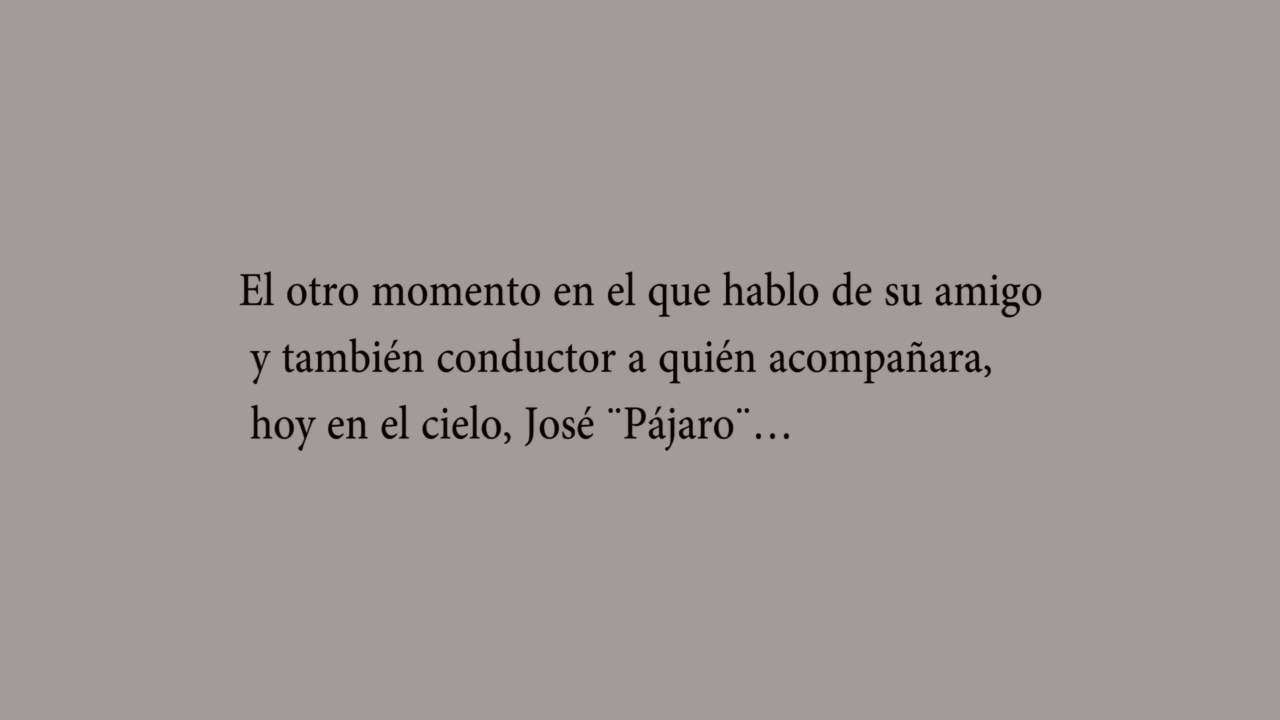 El otro momento en el que hablo de su amigo
y también conductor a quién acompañara,
hoy en el cielo, José ¨Pájaro¨…